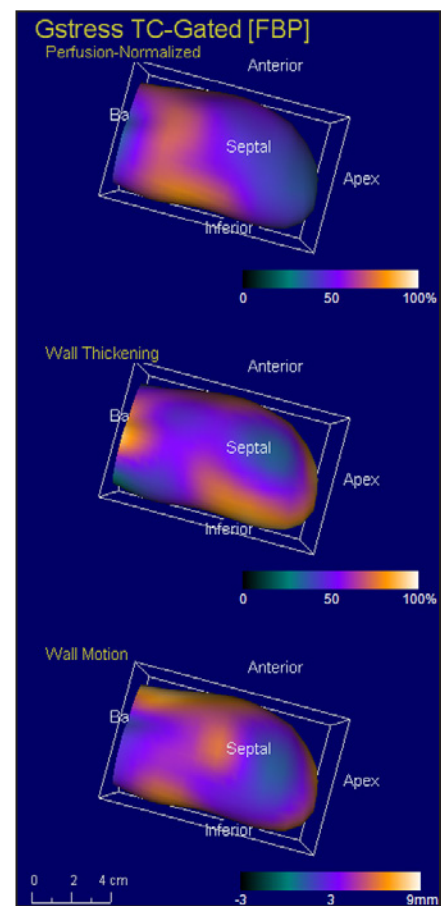 Gstress TC-Gated [FBP]
Perfusion-Normalized
Anterior
Ba
Septal
Apex
Inferior
0 50 100%
Wall Thickening
Anterior
Ba
Septal
Apex
Inferior
0 50 100%
Wall Motion
Anterior
Ba
Septal
Apex
Inferior
0 2 4 cm
-3 3 9mm